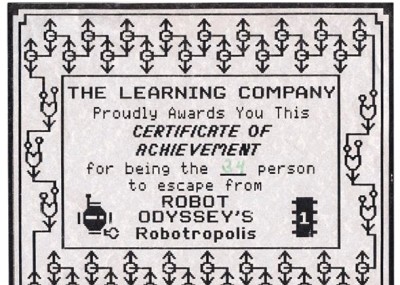 THE LEARNING COMPANY
Proudly Awards You This
CERTIFICATE OF
ACHIEVEMENT
for being the 34 person
to escape from
ROBOT
ODYSSEY'S
Robotropolis
1